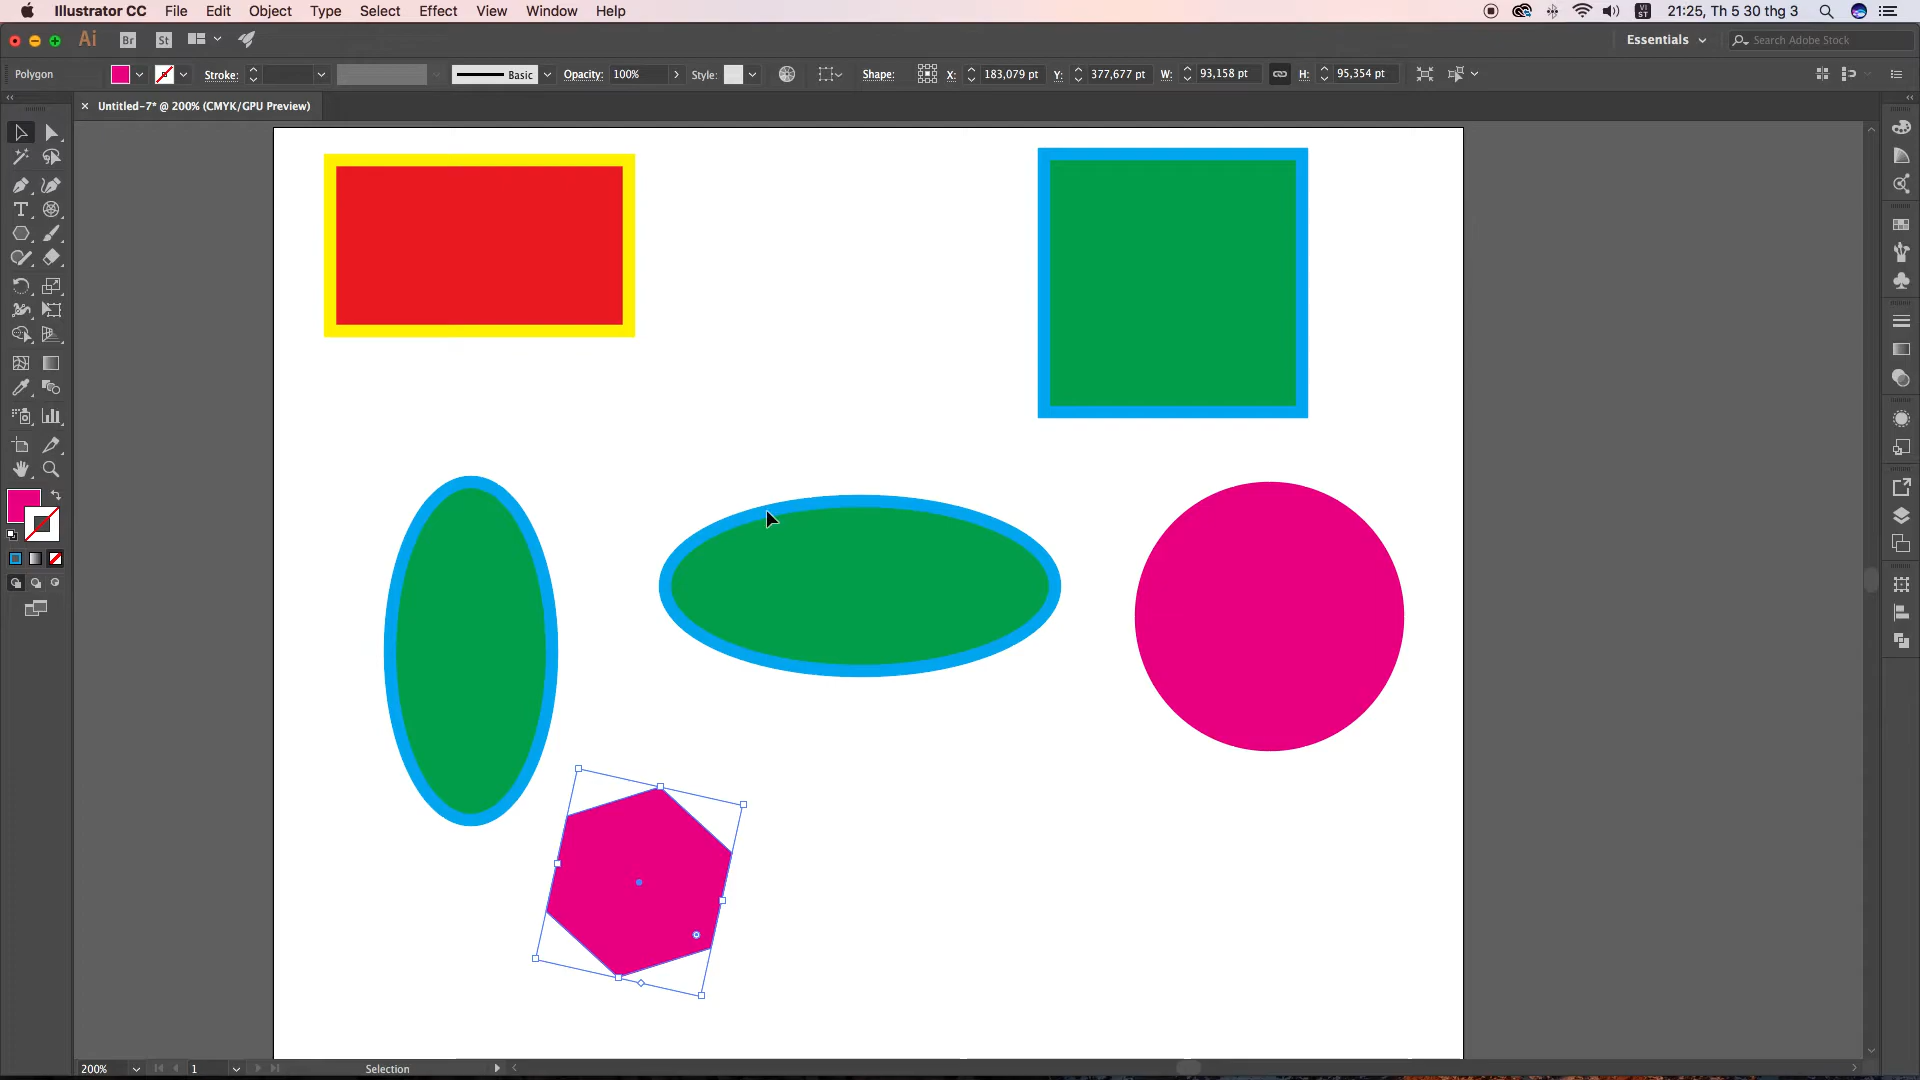 Illustrator CC File Edit Object Type Select Effect View Window Help VI ST 21:25, Th 5 30 thg 3
Ai Br St Essentials Search Adobe Stock
Polygon Stroke: Basic Opacity: 100% Style: Shape: X: 183,079 pt Y: 377,677 pt W: 93,158 pt H: 95,354 pt
× Untitled-7* @ 200% (CMYK/GPU Preview)
200% 1 Selection